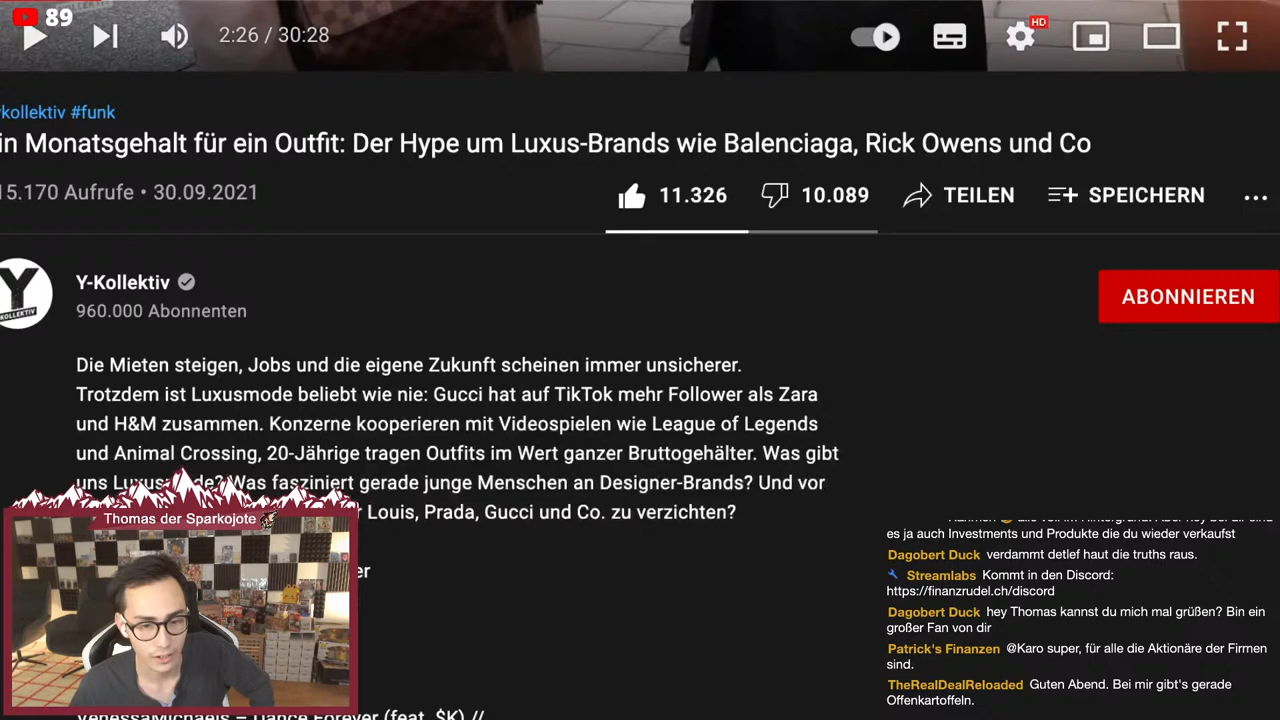 89
2:26 / 30:28
HD
kollektiv #funk
in Monatsgehalt für ein Outfit: Der Hype um Luxus-Brands wie Balenciaga, Rick Owens und Co
15.170 Aufrufe • 30.09.2021
11.326
10.089
TEILEN
SPEICHERN
Y
KOLLEKTIV
Y-Kollektiv
960.000 Abonnenten
ABONNIEREN
Die Mieten steigen, Jobs und die eigene Zukunft scheinen immer unsicherer.
Trotzdem ist Luxusmode beliebt wie nie: Gucci hat auf TikTok mehr Follower als Zara
und H&M zusammen. Konzerne kooperieren mit Videospielen wie League of Legends
und Animal Crossing, 20-Jährige tragen Outfits im Wert ganzer Bruttogehälter. Was gibt
uns Luxusmode? Was fasziniert gerade junge Menschen an Designer-Brands? Und vor
Louis, Prada, Gucci und Co. zu verzichten?
er
Thomas der Sparkojote
es ja auch Investments und Produkte die du wieder verkaufst
Dagobert Duck verdammt detlef haut die truths raus.
Streamlabs Kommt in den Discord:
https://finanzrudel.ch/discord
Dagobert Duck hey Thomas kannst du mich mal grüßen? Bin ein
großer Fan von dir
Patrick's Finanzen @Karo super, für alle die Aktionäre der Firmen
sind.
TheRealDealReloaded Guten Abend. Bei mir gibt's gerade
Offenkartoffeln.
VenessaMichaels – Dance Forever (feat. $K) //